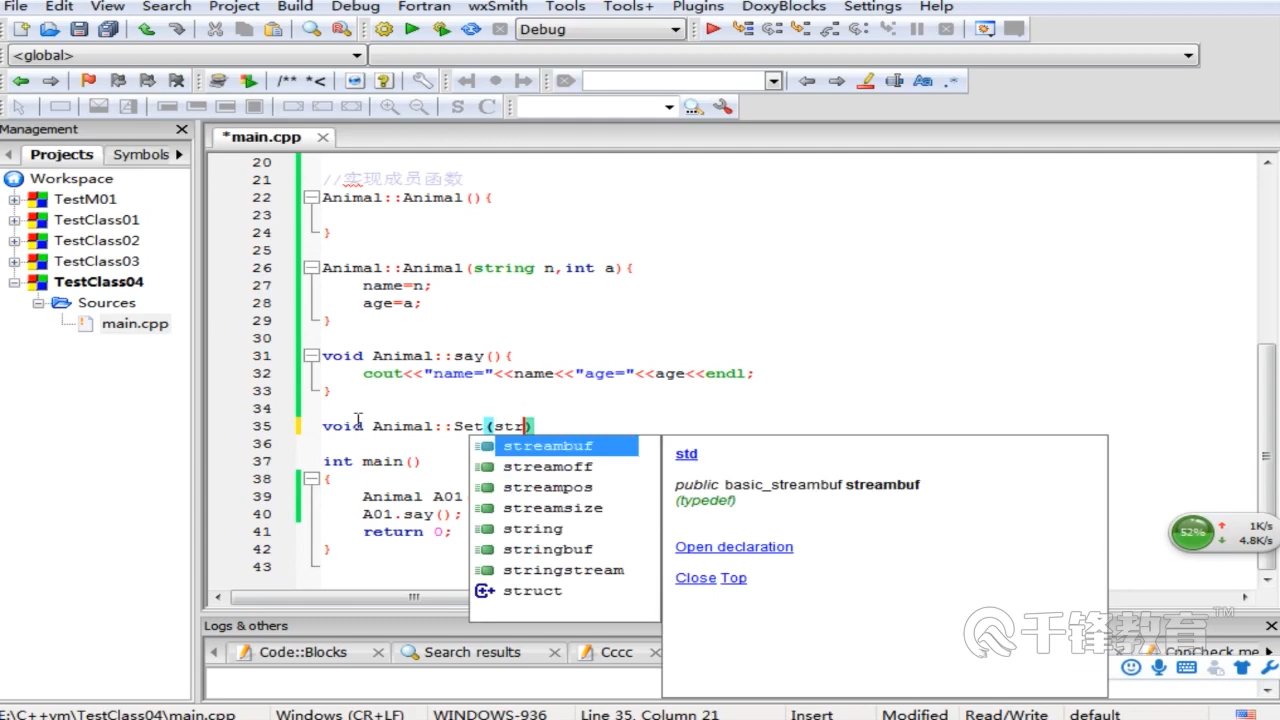 File Edit View Search Project Build Debug Fortran wxSmith Tools Tools+ Plugins DoxyBlocks Settings Help
Debug
<global>
/** *<
Management
*main.cpp
Projects Symbols
Workspace
TestM01
TestClass01
TestClass02
TestClass03
TestClass04
Sources
main.cpp
20
21 //实现成员函数
22 Animal::Animal(){
23
24 }
25
26 Animal::Animal(string n,int a){
27 name=n;
28 age=a;
29 }
30
31 void Animal::say(){
32 cout<<"name="<<name<<"age="<<age<<endl;
33 }
34
35 void Animal::Set(str)
36
37 int main()
38 {
39 Animal A01
40 A01.say();
41 return 0;
42 }
43
streambuf
streamoff
streampos
streamsize
string
stringbuf
stringstream
struct
std
public basic_streambuf streambuf
(typedef)
Open declaration
Close Top
52%
1K/s
4.8K/s
千锋教育 TM
Logs & others
Code::Blocks Search results Cccc CppCheck me
E:\C++vm\TestClass04\main.cpp Windows (CR+LF) WINDOWS-936 Line 35, Column 21 Insert Modified Read/Write default